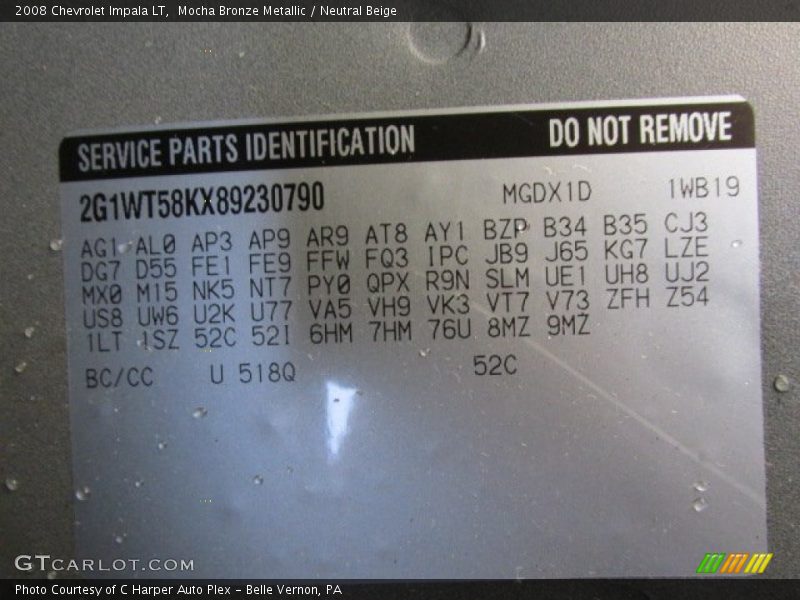 2008 Chevrolet Impala LT,  Mocha Bronze Metallic / Neutral Beige
SERVICE PARTS IDENTIFICATION DO NOT REMOVE
2G1WT58KX89230790 MGDX1D 1WB19
AG1 AL0 AP3 AP9 AR9 AT8 AY1 BZP B34 B35 CJ3
DG7 D55 FE1 FE9 FFW FQ3 IPC JB9 J65 KG7 LZE
MX0 M15 NK5 NT7 PY0 QPX R9N SLM UE1 UH8 UJ2
US8 UW6 U2K U77 VA5 VH9 VK3 VT7 V73 ZFH Z54
1LT 1SZ 52C 52I 6HM 7HM 76U 8MZ 9MZ
BC/CC U 518Q 52C
GTCARLOT.COM
Photo Courtesy of C Harper Auto Plex – Belle Vernon, PA